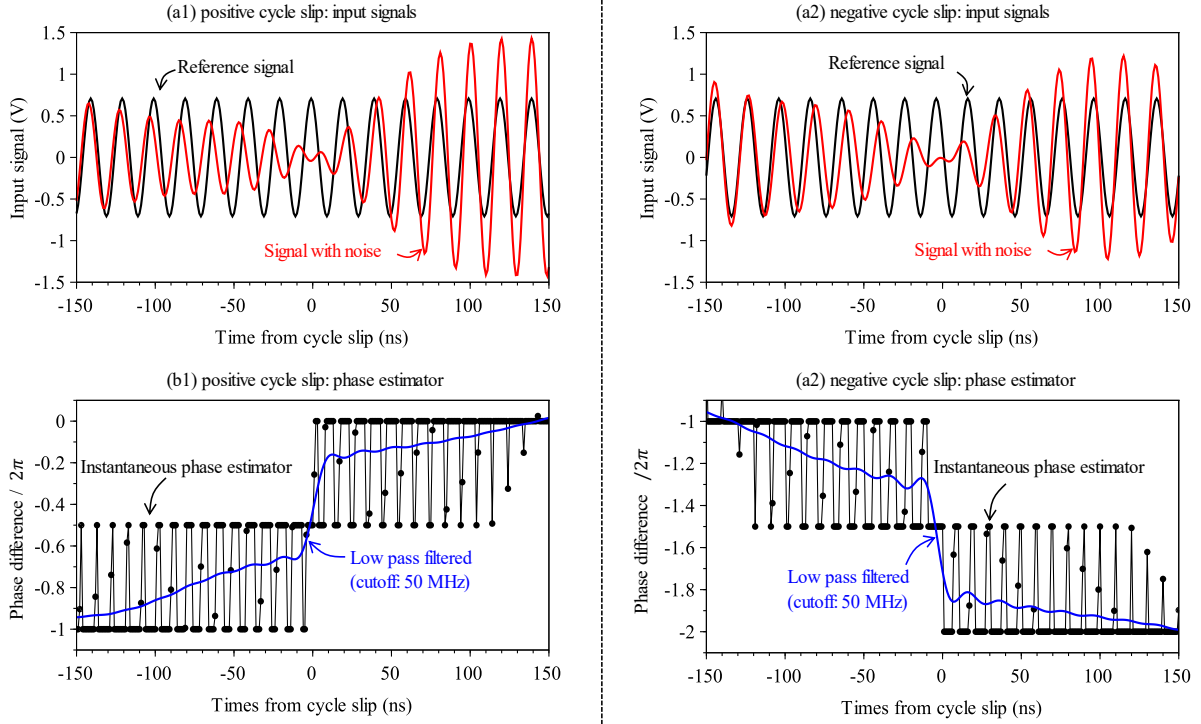 (a1) positive cycle slip: input signals
1.5
1
0.5
0
-0.5
-1
-1.5
Input signal (V)
Reference signal
Signal with noise
-150 -100 -50 0 50 100 150
Time from cycle slip (ns)
(a2) negative cycle slip: input signals
1.5
1
0.5
0
-0.5
-1
-1.5
Input signal (V)
Reference signal
Signal with noise
-150 -100 -50 0 50 100 150
Time from cycle slip (ns)
(b1) positive cycle slip: phase estimator
0
-0.2
-0.4
-0.6
-0.8
-1
Phase difference / 2π
Instantaneous phase estimator
Low pass filtered
(cutoff: 50 MHz)
-150 -100 -50 0 50 100 150
Times from cycle slip (ns)
(a2) negative cycle slip: phase estimator
-1
-1.2
-1.4
-1.6
-1.8
-2
Phase difference /2π
Instantaneous phase estimator
Low pass filtered
(cutoff: 50 MHz)
-150 -100 -50 0 50 100 150
Times from cycle slip (ns)